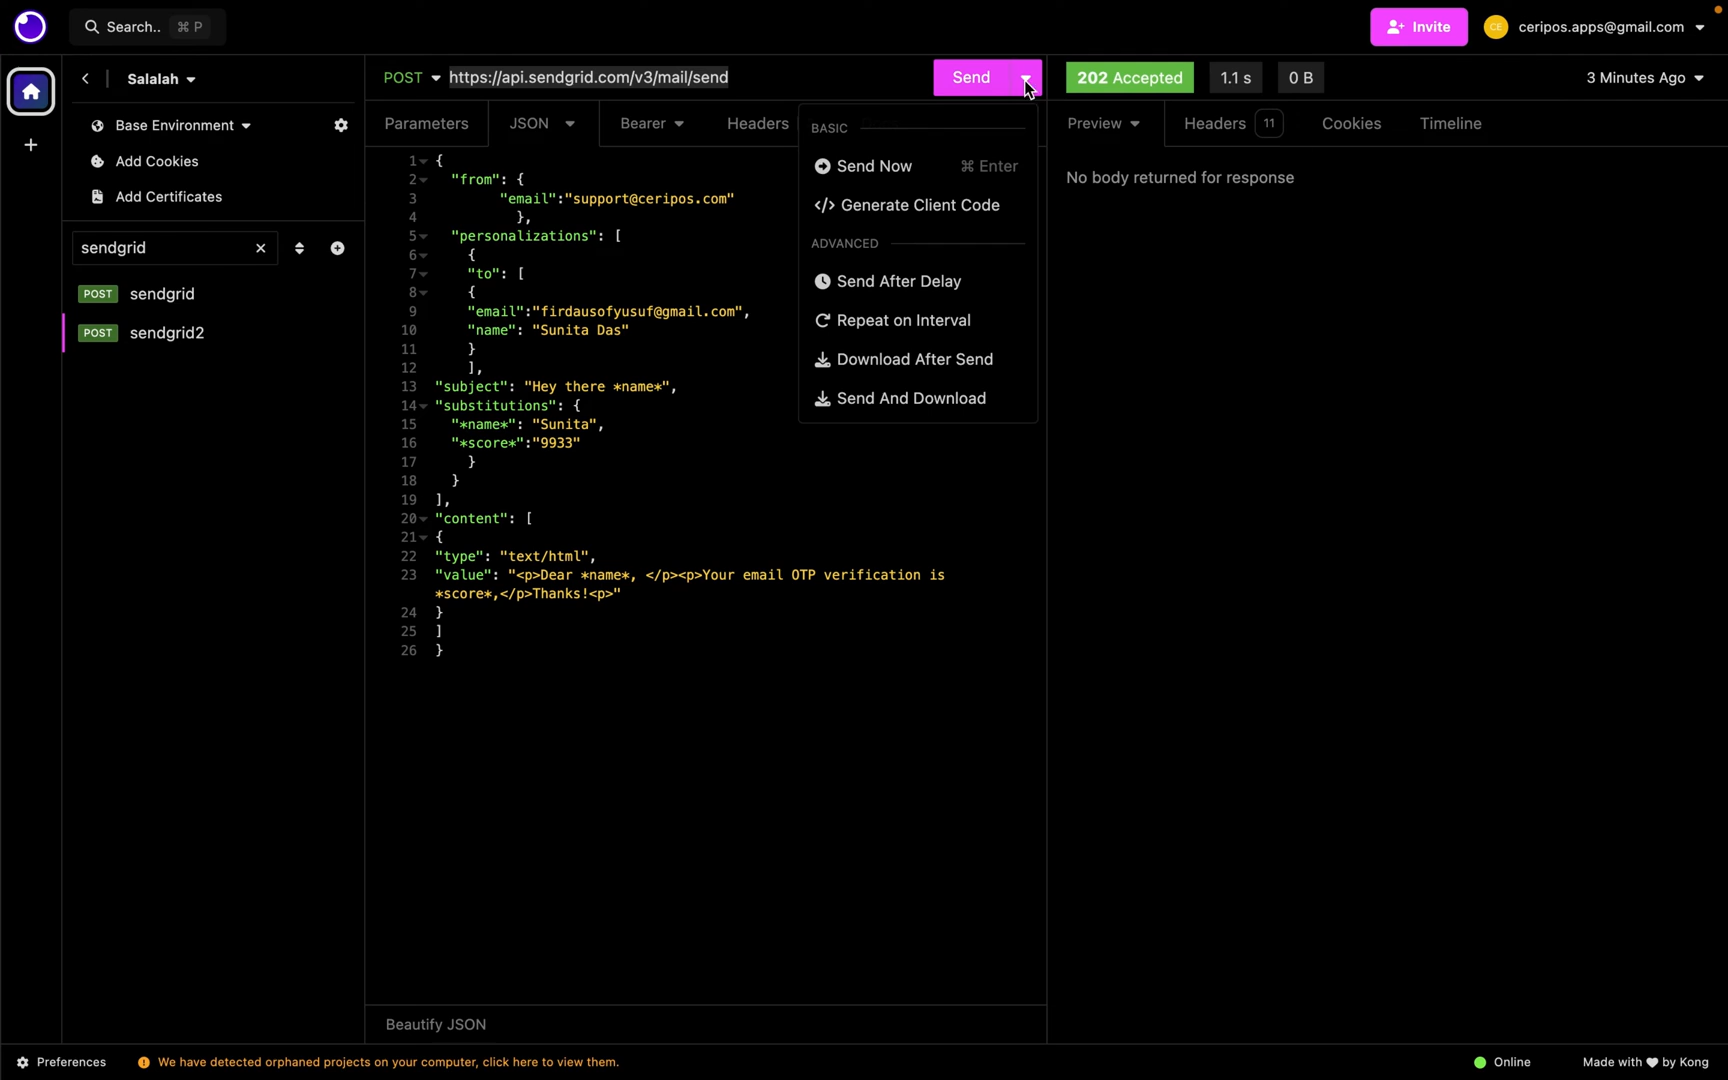 Search.. ⌘ P
Invite
CE ceripos.apps@gmail.com
Salalah
POST https://api.sendgrid.com/v3/mail/send
Send
202 Accepted 1.1 s 0 B
3 Minutes Ago
Base Environment
Add Cookies
Add Certificates
sendgrid
POST sendgrid
POST sendgrid2
Parameters JSON Bearer Headers
BASIC
Send Now ⌘ Enter
</> Generate Client Code
ADVANCED
Send After Delay
Repeat on Interval
Download After Send
Send And Download
1 {
2 "from": {
3 "email":"support@ceripos.com"
4 },
5 "personalizations": [
6 {
7 "to": [
8 {
9 "email":"firdausofyusuf@gmail.com",
10 "name": "Sunita Das"
11 }
12 ],
13 "subject": "Hey there *name*",
14 "substitutions": {
15 "*name*": "Sunita",
16 "*score*":"9933"
17 }
18 }
19 ],
20 "content": [
21 {
22 "type": "text/html",
23 "value": "<p>Dear *name*, </p><p>Your email OTP verification is
*score*,</p>Thanks!<p>"
24 }
25 ]
26 }
Beautify JSON
Preview Headers 11 Cookies Timeline
No body returned for response
Preferences
! We have detected orphaned projects on your computer, click here to view them.
Online
Made with ♥ by Kong